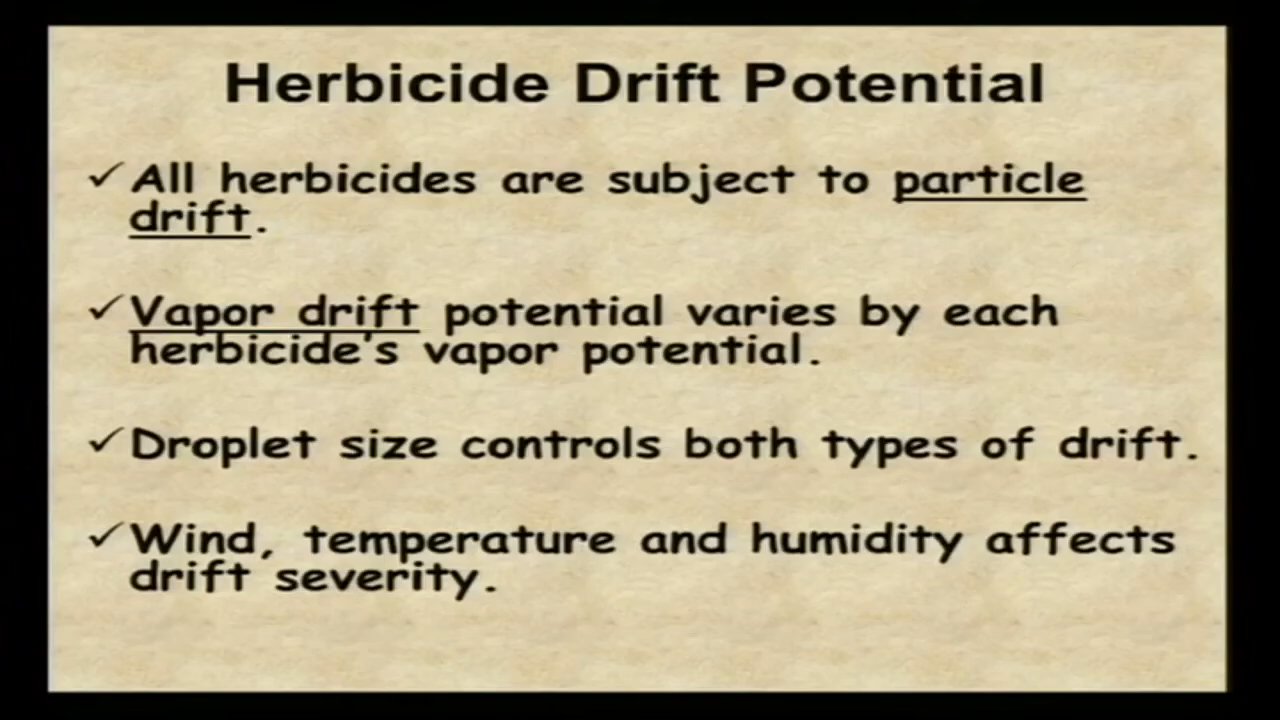 Herbicide Drift Potential
✓All herbicides are subject to particle
drift.
✓Vapor drift potential varies by each
herbicide's vapor potential.
✓Droplet size controls both types of drift.
✓Wind, temperature and humidity affects
drift severity.